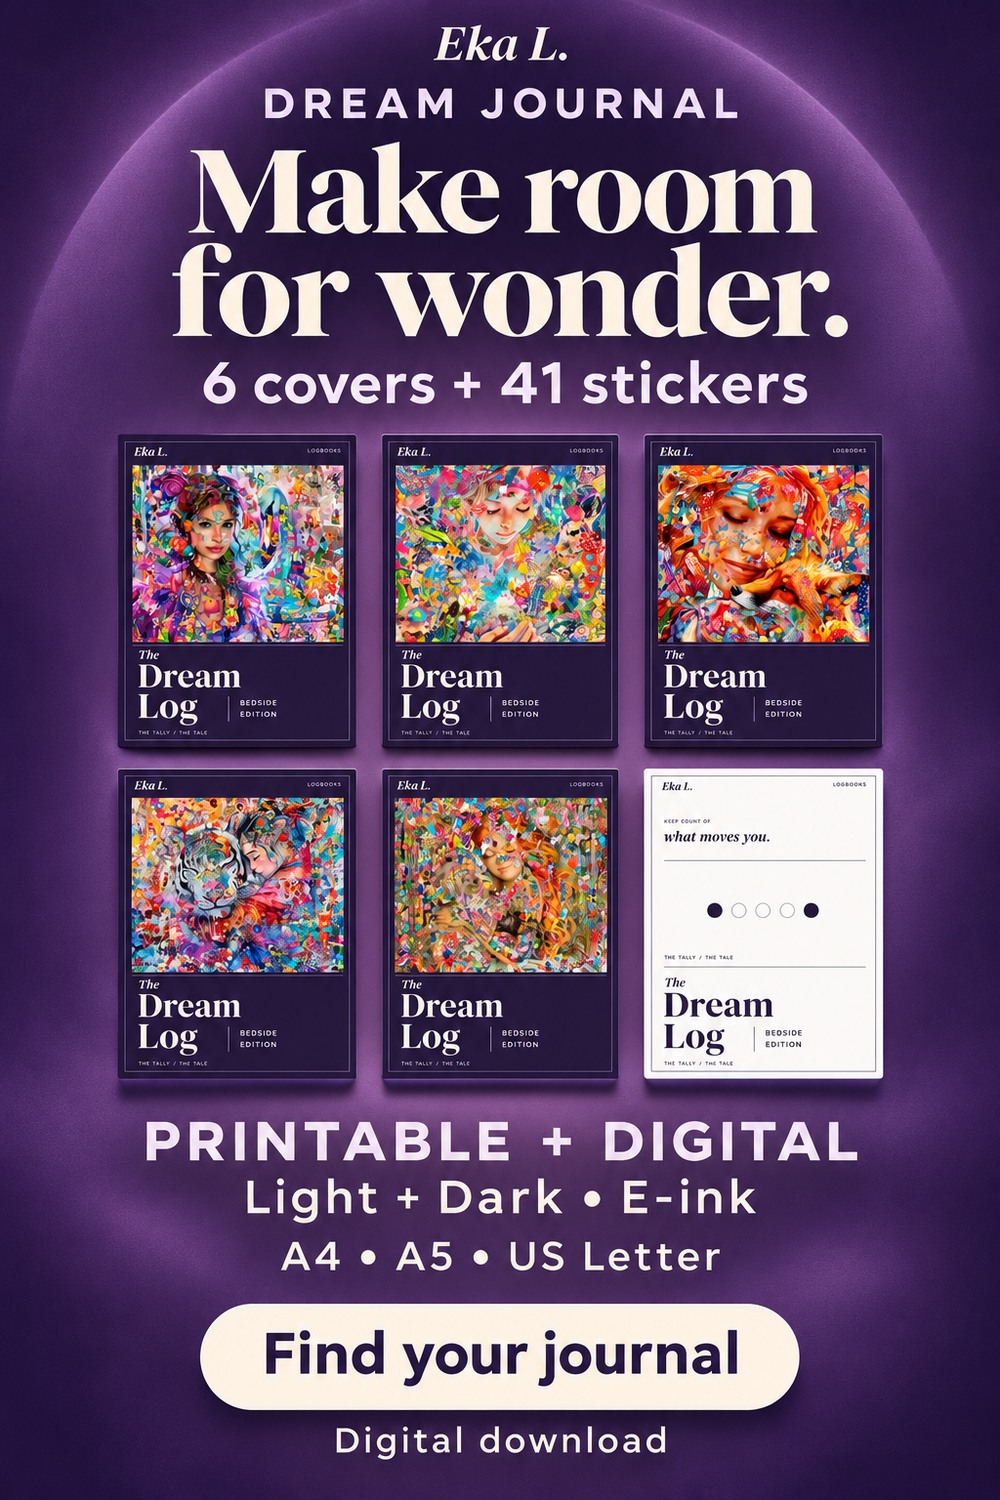 Eka L.
DREAM JOURNAL
Make room
for wonder.
6 covers + 41 stickers
Eka L.
LOGBOOKS
The
Dream
Log
BEDSIDE
EDITION
THE TALLY / THE TALE
Eka L.
LOGBOOKS
The
Dream
Log
BEDSIDE
EDITION
THE TALLY / THE TALE
Eka L.
LOGBOOKS
The
Dream
Log
BEDSIDE
EDITION
THE TALLY / THE TALE
Eka L.
LOGBOOKS
The
Dream
Log
BEDSIDE
EDITION
THE TALLY / THE TALE
Eka L.
LOGBOOKS
The
Dream
Log
BEDSIDE
EDITION
THE TALLY / THE TALE
Eka L.
LOGBOOKS
KEEP COUNT OF
what moves you.
THE TALLY / THE TALE
The
Dream
Log
BEDSIDE
EDITION
THE TALLY / THE TALE
PRINTABLE + DIGITAL
Light + Dark • E-ink
A4 • A5 • US Letter
Find your journal
Digital download